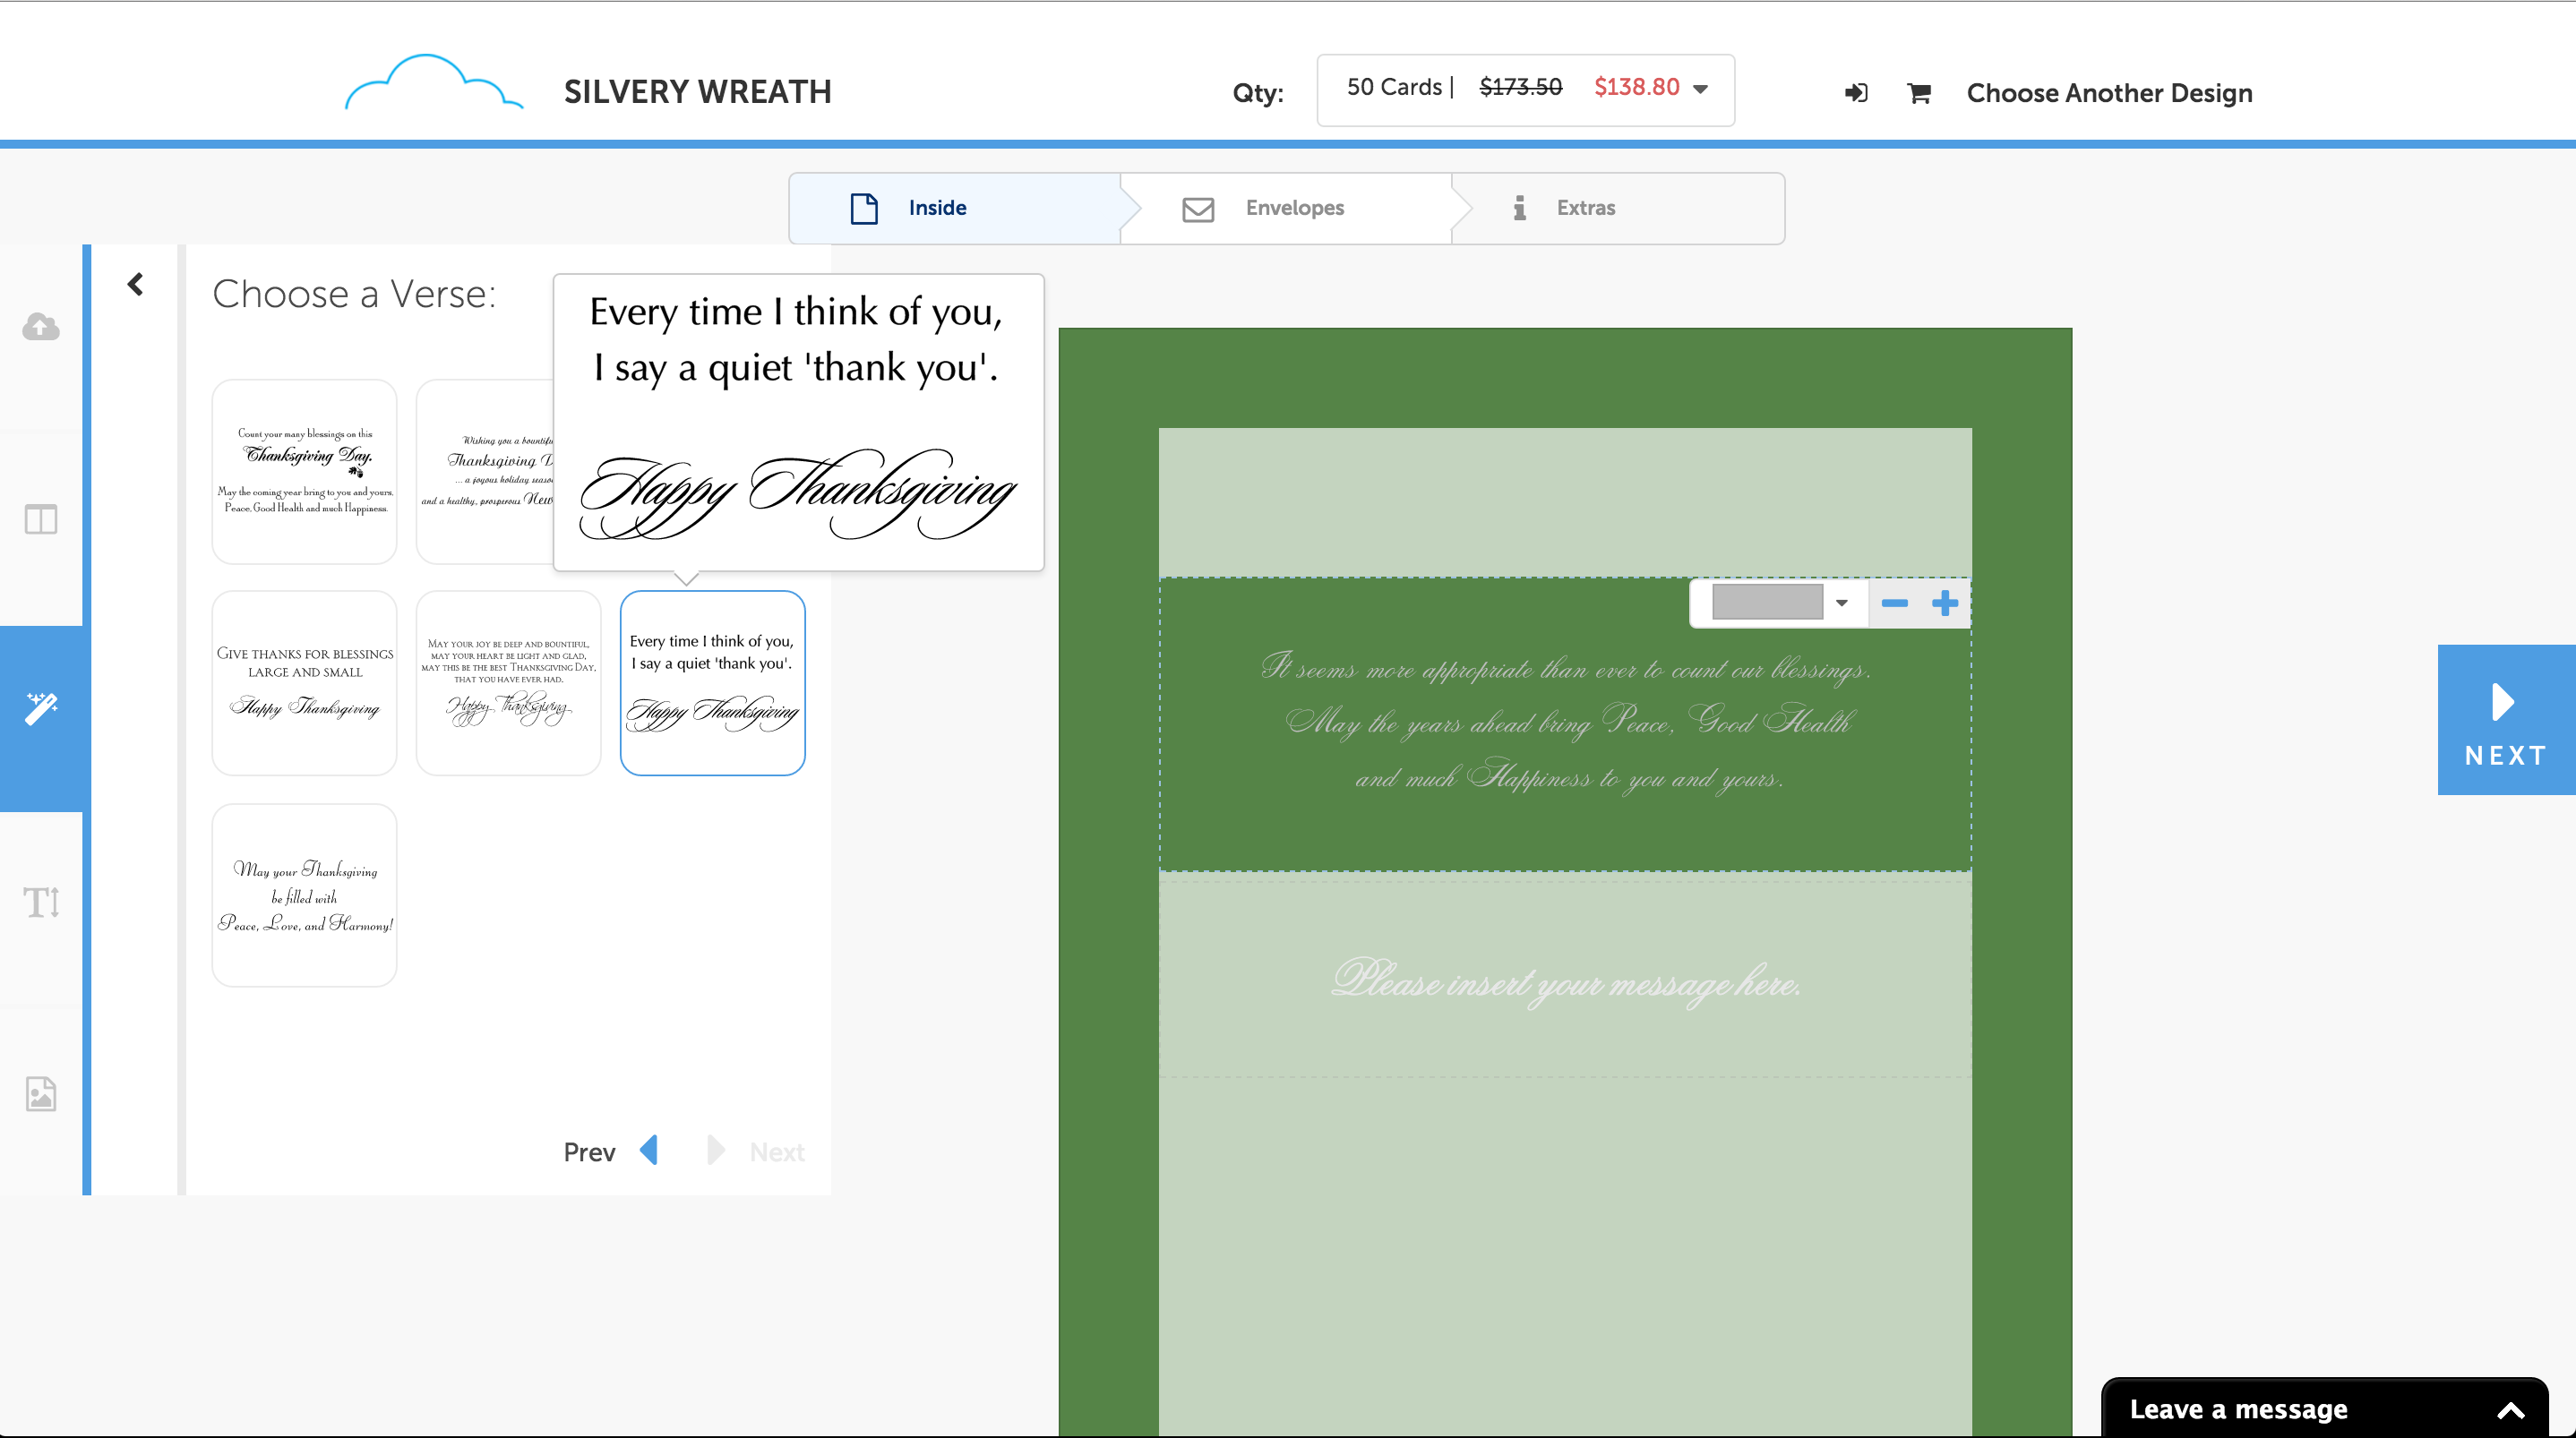 SILVERY WREATH
Qty:
50 Cards | $173.50 $138.80
Choose Another Design
Inside
Envelopes
Extras
Choose a Verse:
Every time I think of you,
I say a quiet 'thank you'.
Happy Thanksgiving
Count your many blessings on this
Thanksgiving Day.
May the coming year bring to you and yours,
Peace, Good Health and much Happiness.
Wishing you a
Thanksgiving
... a joyous holiday
and a healthy, prosperous New
GIVE THANKS FOR BLESSINGS
LARGE AND SMALL
Happy Thanksgiving
MAY YOUR JOY BE DEEP AND BOUNTIFUL,
MAY YOUR HEART BE LIGHT AND GLAD,
MAY THIS BE THE BEST THANKSGIVING DAY,
THAT YOU HAVE EVER HAD.
Happy Thanksgiving
Every time I think of you,
I say a quiet 'thank you'.
Happy Thanksgiving
May your Thanksgiving
be filled with
Peace, Love, and Harmony!
Prev
Next
It seems more appropriate than ever to count our blessings.
May the years ahead bring Peace, Good Health
and much Happiness to you and yours.
Please insert your message here.
NEXT
Leave a message